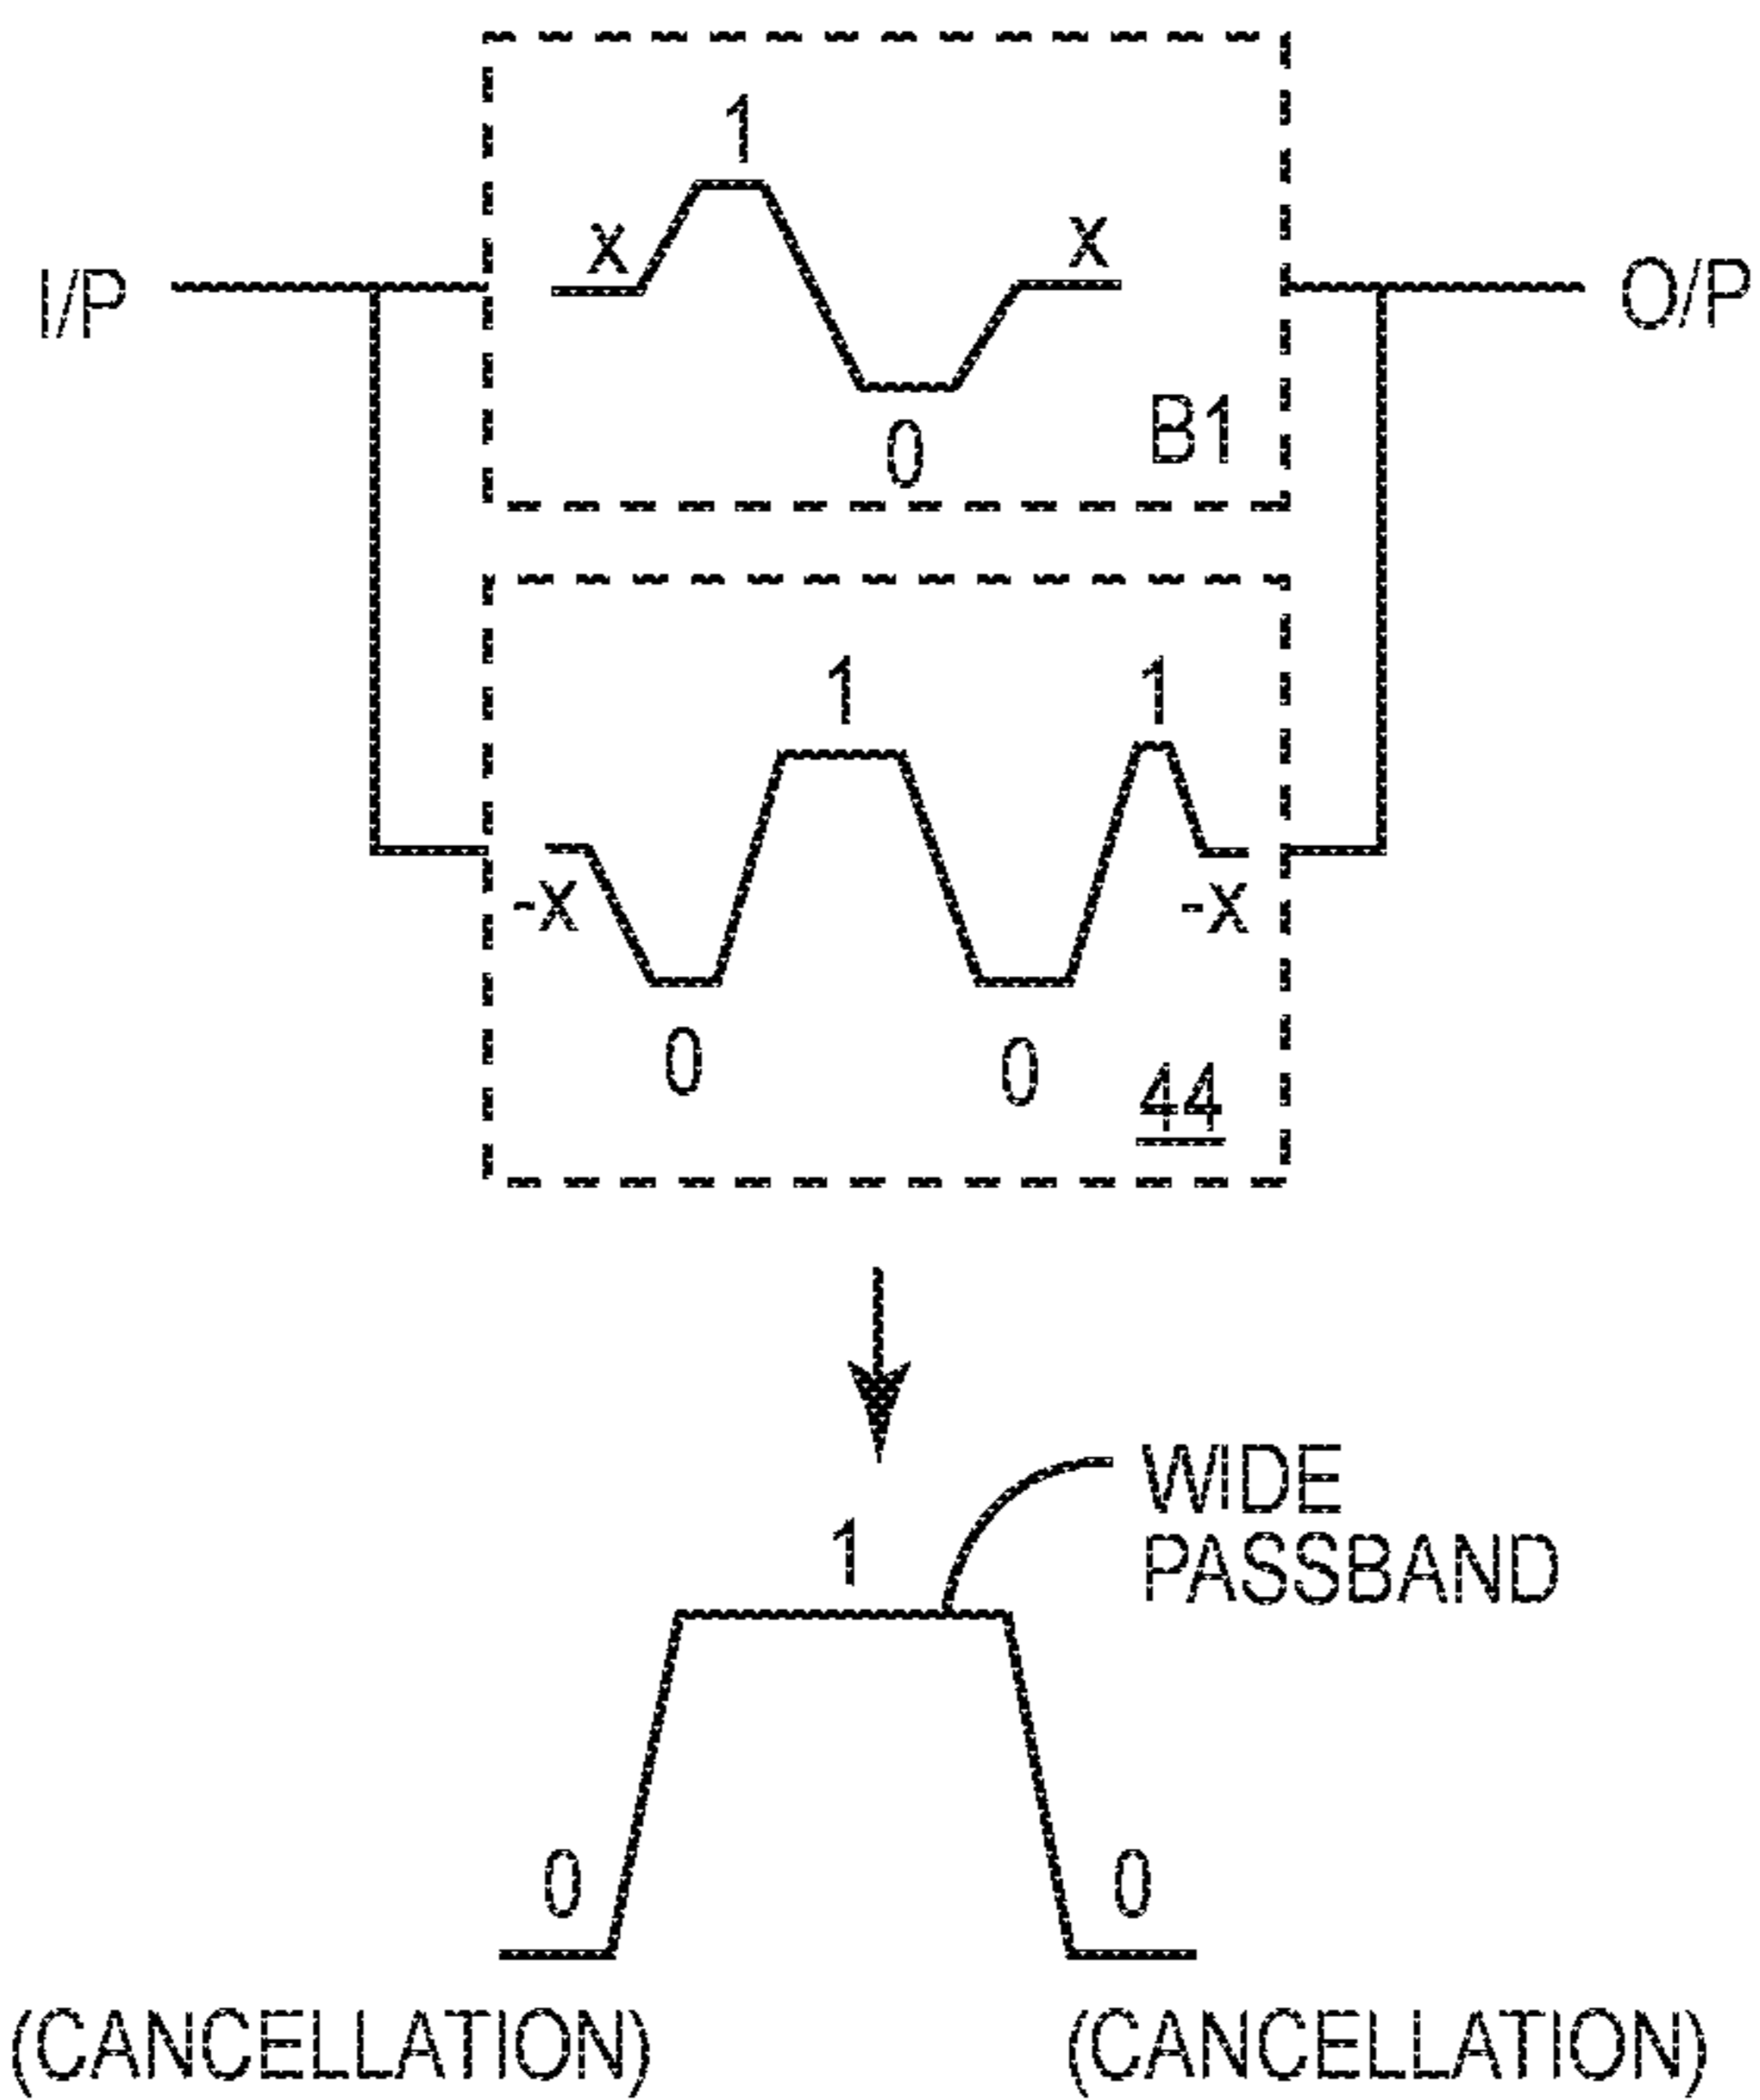 1
X
X
I/P
O/P
B1
0
1
1
-X
-X
0
0
44
WIDE
PASSBAND
1
0
0
(CANCELLATION)
(CANCELLATION)